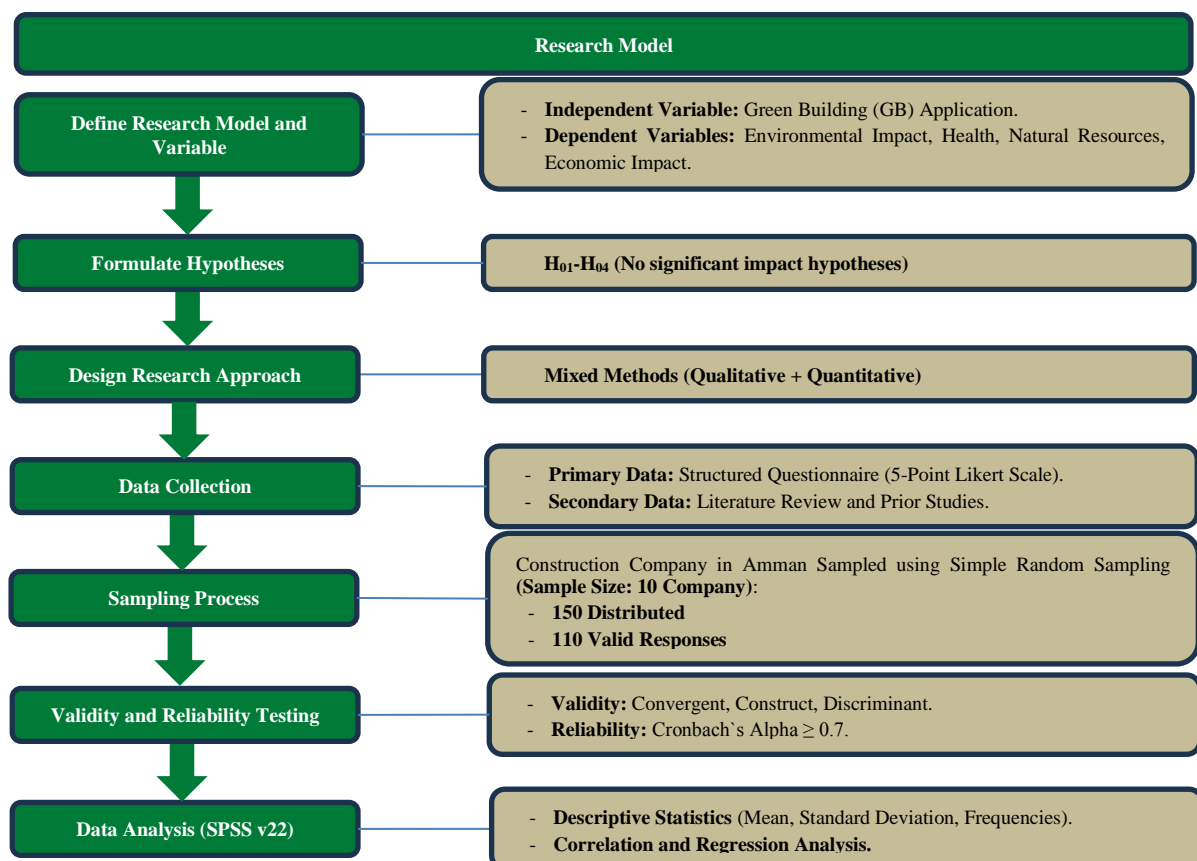 Research Model
Define Research Model and
Variable
- Independent Variable: Green Building (GB) Application.
- Dependent Variables: Environmental Impact, Health, Natural Resources,
Economic Impact.
Formulate Hypotheses
H₀₁-H₀₄ (No significant impact hypotheses)
Design Research Approach
Mixed Methods (Qualitative + Quantitative)
Data Collection
- Primary Data: Structured Questionnaire (5-Point Likert Scale).
- Secondary Data: Literature Review and Prior Studies.
Sampling Process
Construction Company in Amman Sampled using Simple Random Sampling
(Sample Size: 10 Company):
- 150 Distributed
- 110 Valid Responses
Validity and Reliability Testing
- Validity: Convergent, Construct, Discriminant.
- Reliability: Cronbach`s Alpha ≥ 0.7.
Data Analysis (SPSS v22)
- Descriptive Statistics (Mean, Standard Deviation, Frequencies).
- Correlation and Regression Analysis.